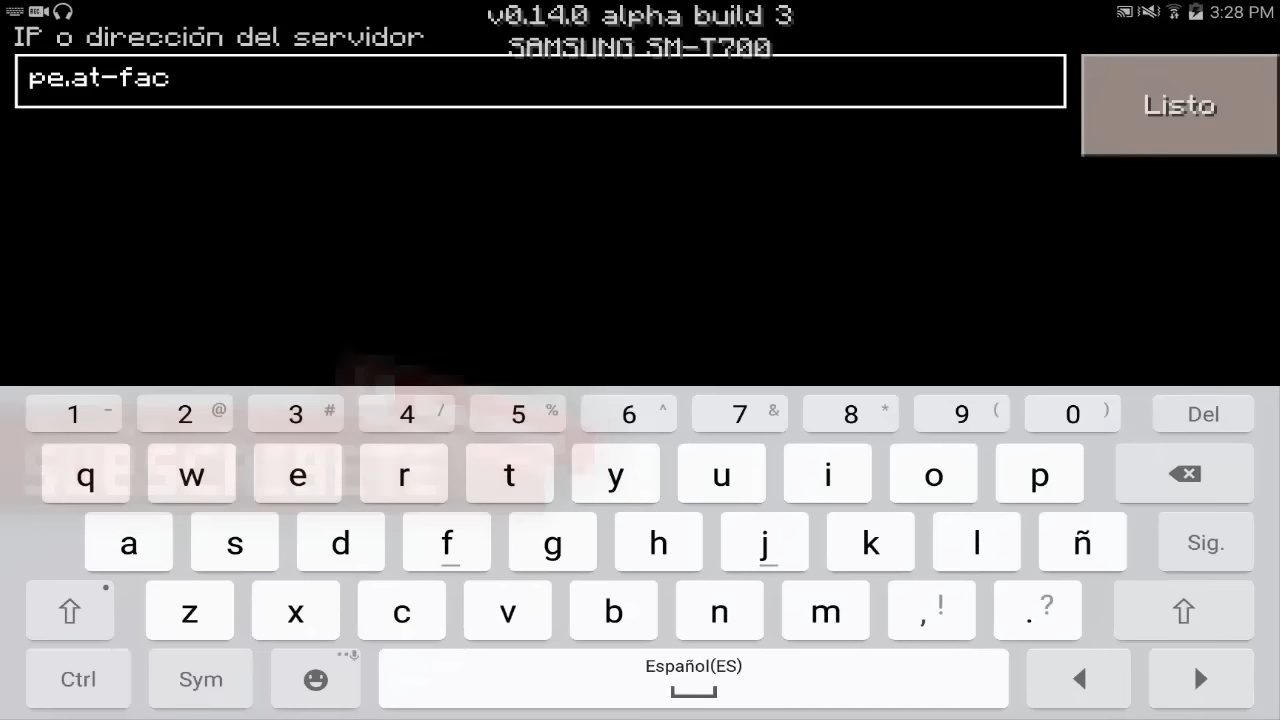 v0.14.0 alpha build 3
3:28 PM
IP o dirección del servidor
SAMSUNG SM-T700
pe.at-fac
Listo
1 - 2 @ 3 # 4 / 5 % 6 ^ 7 & 8 * 9 ( 0 ) Del
q w e r t y u i o p
a s d f g h j k l ñ Sig.
z x c v b n m , ! . ?
Ctrl Sym Español(ES)